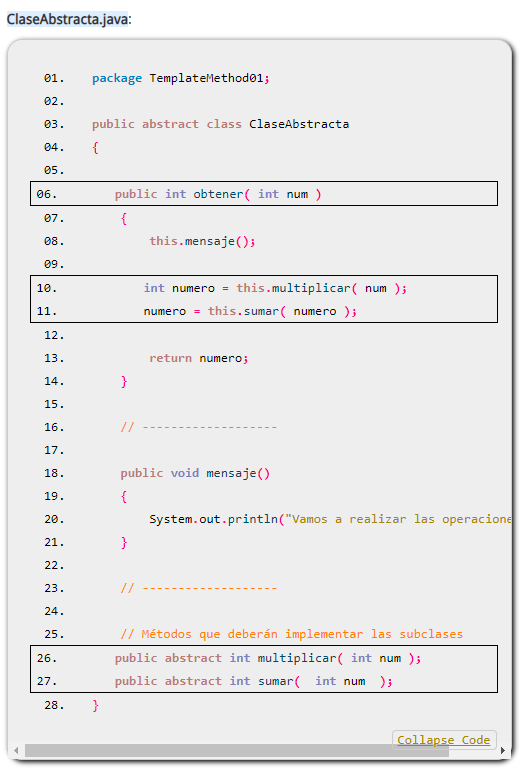 ClaseAbstracta.java:
01. package TemplateMethod01;
02.
03. public abstract class ClaseAbstracta
04. {
05.
06. public int obtener( int num )
07. {
08. this.mensaje();
09.
10. int numero = this.multiplicar( num );
11. numero = this.sumar( numero );
12.
13. return numero;
14. }
15.
16. // -------------------
17.
18. public void mensaje()
19. {
20. System.out.println("Vamos a realizar las operacione
21. }
22.
23. // -------------------
24.
25. // Métodos que deberán implementar las subclases
26. public abstract int multiplicar( int num );
27. public abstract int sumar(  int num  );
28. }
Collapse Code